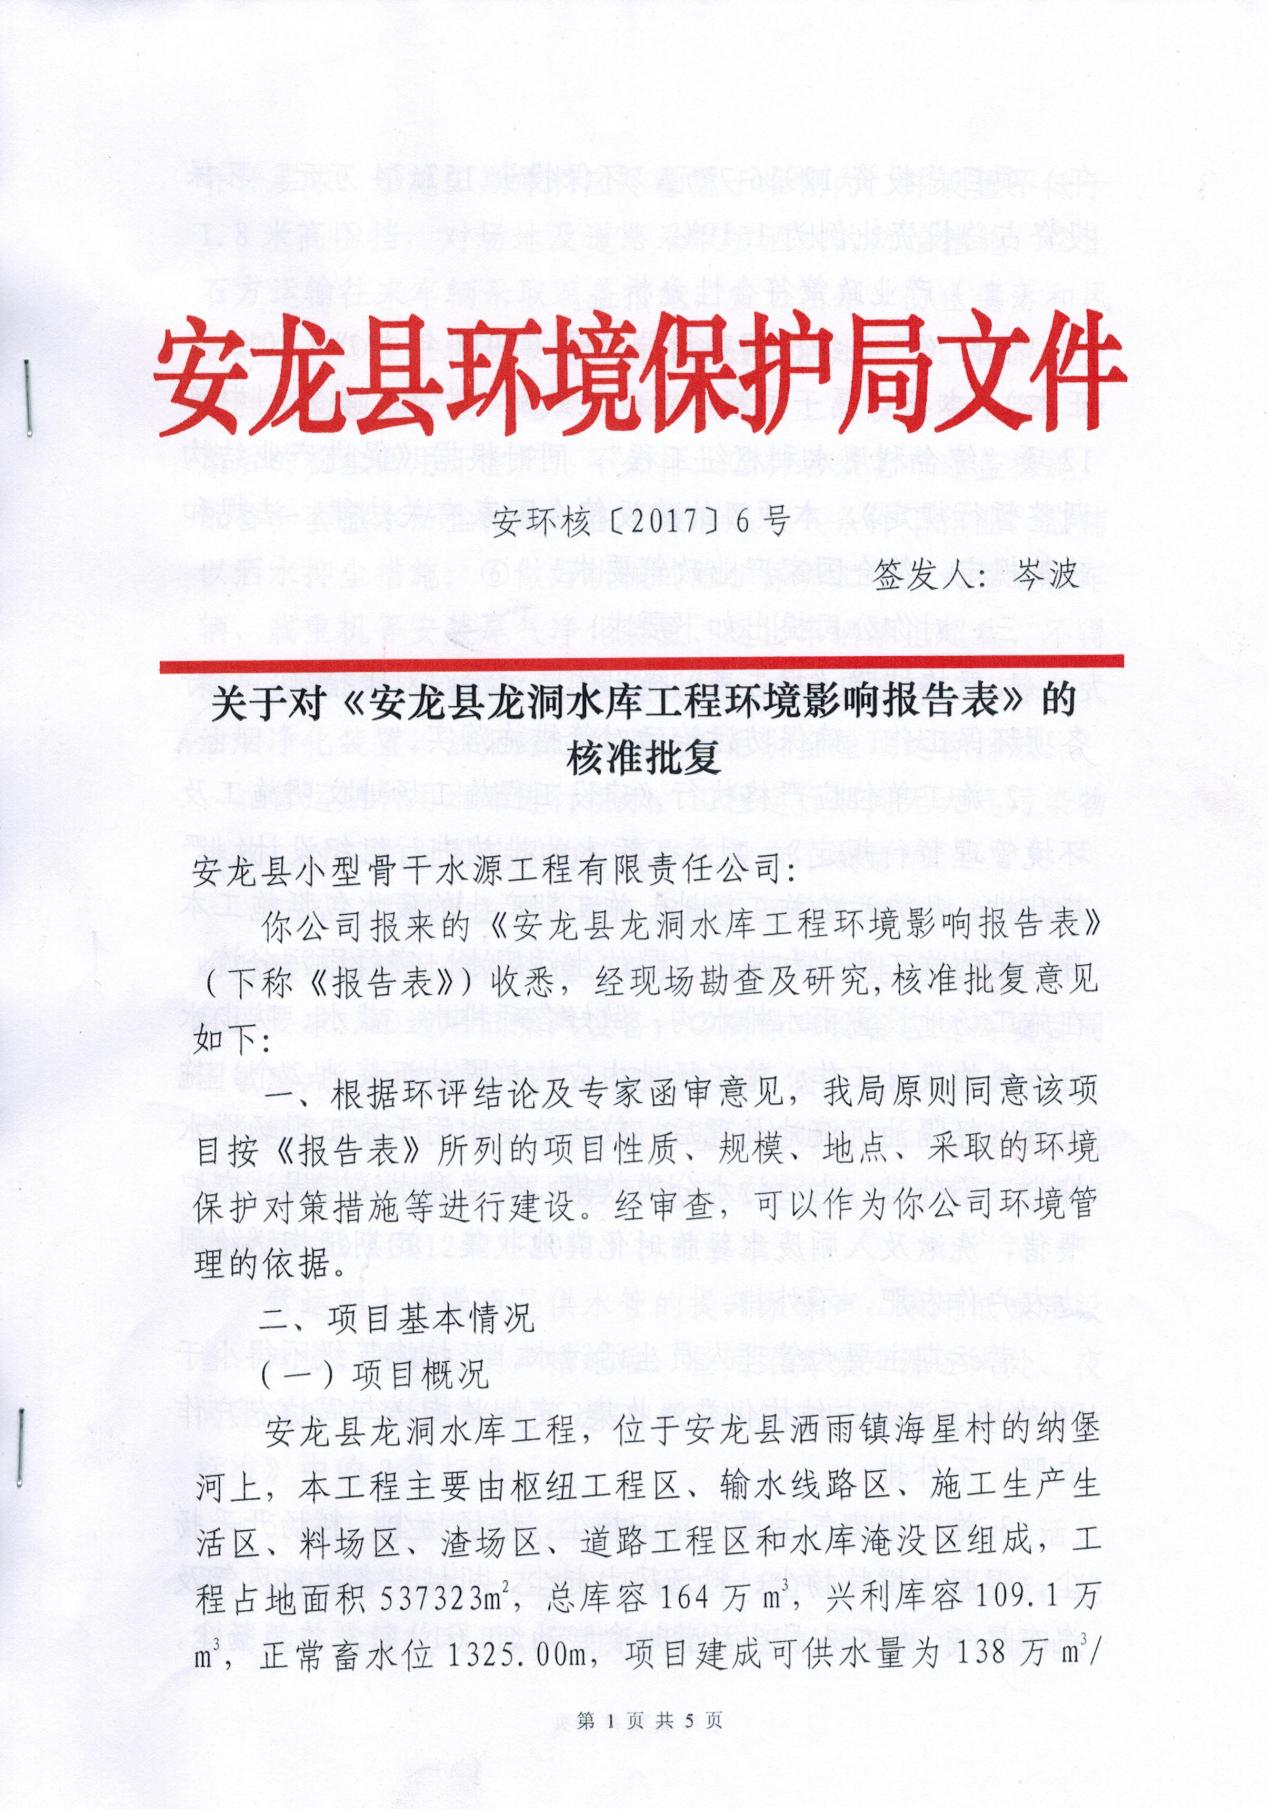 安龙县环境保护局文件
安环核〔2017〕6号
签发人：岑波
关于对《安龙县龙洞水库工程环境影响报告表》的
核准批复
安龙县小型骨干水源工程有限责任公司：
你公司报来的《安龙县龙洞水库工程环境影响报告表》
（下称《报告表》）收悉，经现场勘查及研究,核准批复意见
如下：
一、根据环评结论及专家函审意见，我局原则同意该项
目按《报告表》所列的项目性质、规模、地点、采取的环境
保护对策措施等进行建设。经审查，可以作为你公司环境管
理的依据。
二、项目基本情况
（一）项目概况
安龙县龙洞水库工程，位于安龙县洒雨镇海星村的纳堡
河上，本工程主要由枢纽工程区、输水线路区、施工生产生
活区、料场区、渣场区、道路工程区和水库淹没区组成，工
程占地面积537323m²，总库容164万m³，兴利库容109.1万
m³，正常畜水位1325.00m，项目建成可供水量为138万m³/
第 1 页 共 5 页